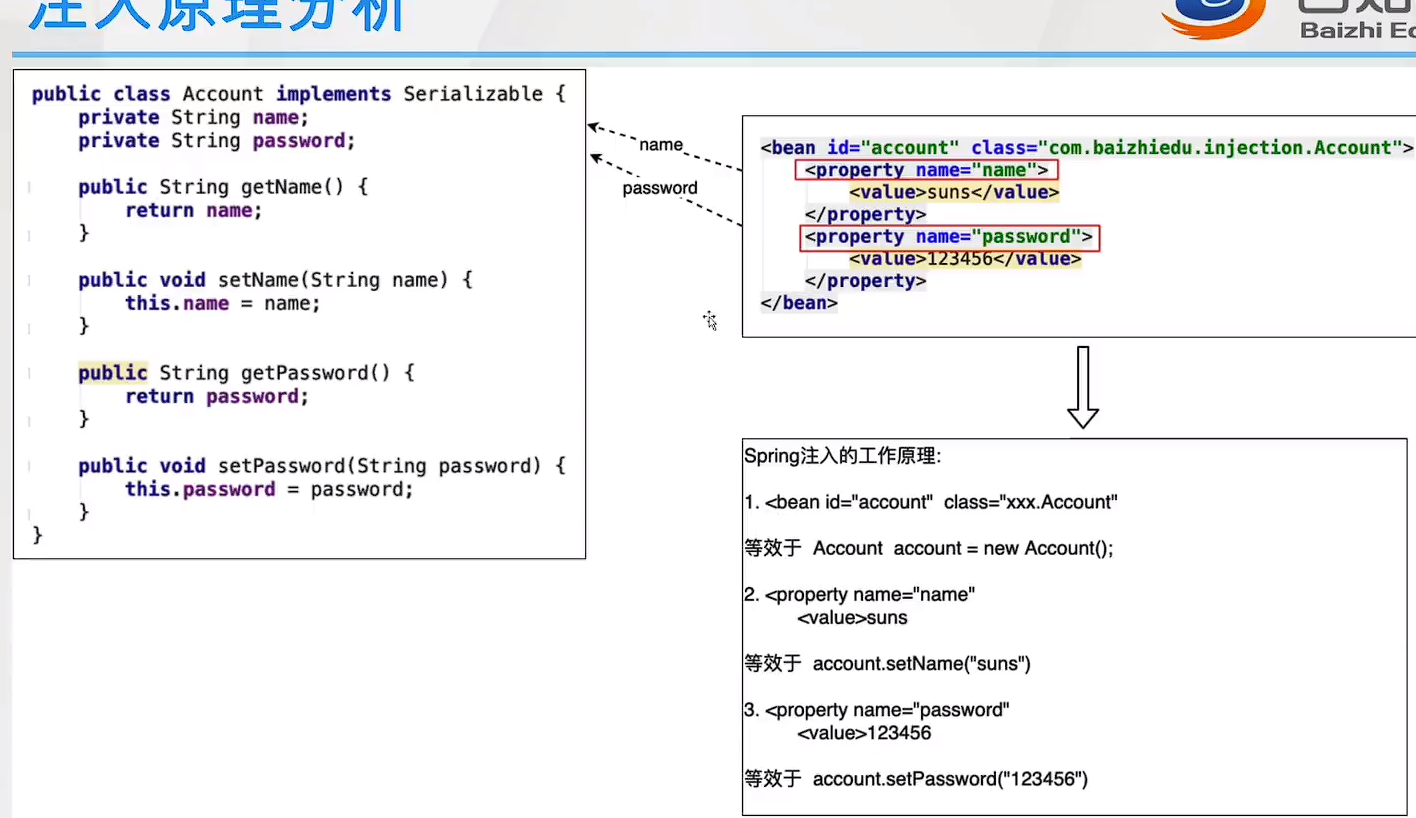 注入原理分析
Baizhi
public class Account implements Serializable {
private String name;
private String password;
public String getName() {
return name;
}
public void setName(String name) {
this.name = name;
}
public String getPassword() {
return password;
}
public void setPassword(String password) {
this.password = password;
}
}
name
password
<bean id="account" class="com.baizhiedu.injection.Account">
<property name="name">
<value>suns</value>
</property>
<property name="password">
<value>123456</value>
</property>
</bean>
Spring注入的工作原理:
1. <bean id="account" class="xxx.Account"
等效于 Account account = new Account();
2. <property name="name"
<value>suns
等效于 account.setName("suns")
3. <property name="password"
<value>123456
等效于 account.setPassword("123456")